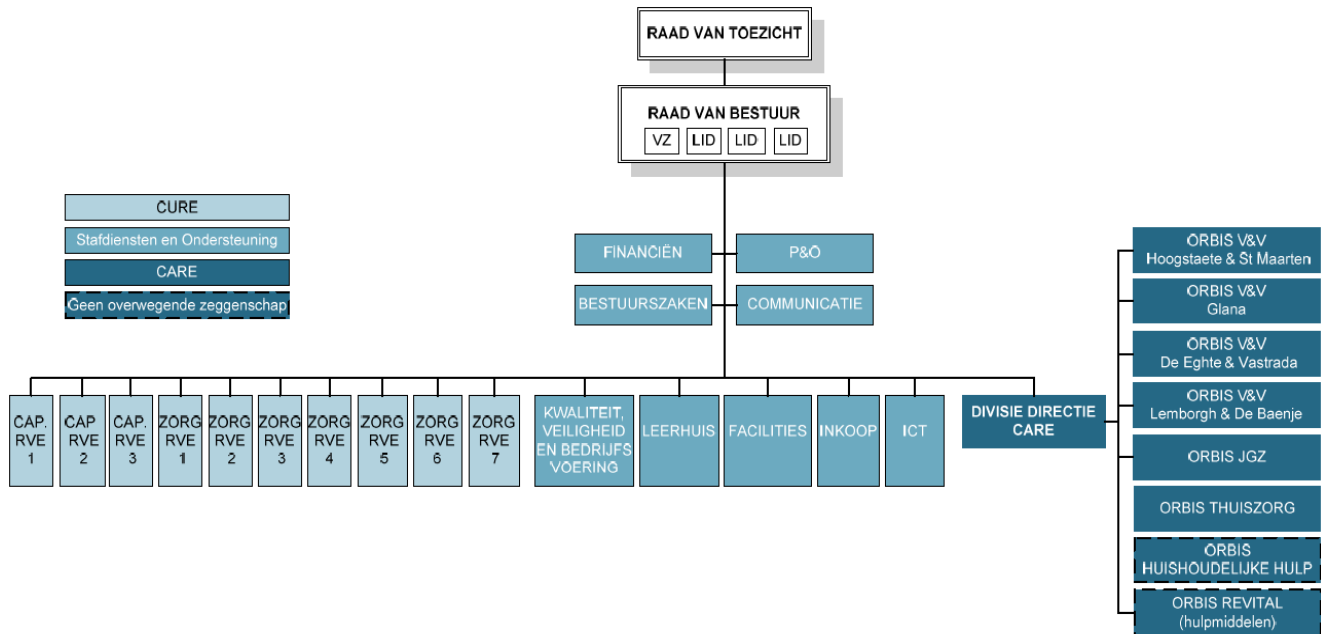 RAAD VAN TOEZICHT
RAAD VAN BESTUUR
VZ LID LID LID
CURE
Stafdiensten en Ondersteuning
CARE
Geen overwegende zeggenschap
FINANCIËN
P&O
BESTUURSZAKEN
COMMUNICATIE
CAP.
RVE
1
CAP
RVE
2
CAP.
RVE
3
ZORG
RVE
1
ZORG
RVE
2
ZORG
RVE
3
ZORG
RVE
4
ZORG
RVE
5
ZORG
RVE
6
ZORG
RVE
7
KWALITEIT,
VEILIGHEID
EN BEDRIJFS
VOERING
LEERHUIS
FACILITIES
INKOOP
ICT
DIVISIE DIRECTIE
CARE
ORBIS V&V
Hoogstaete & St Maarten
ORBIS V&V
Glana
ORBIS V&V
De Eghte & Vastrada
ORBIS V&V
Lemborgh & De Baenje
ORBIS JGZ
ORBIS THUISZORG
ORBIS
HUISHOUDELIJKE HULP
ORBIS REVITAL
(hulpmiddelen)